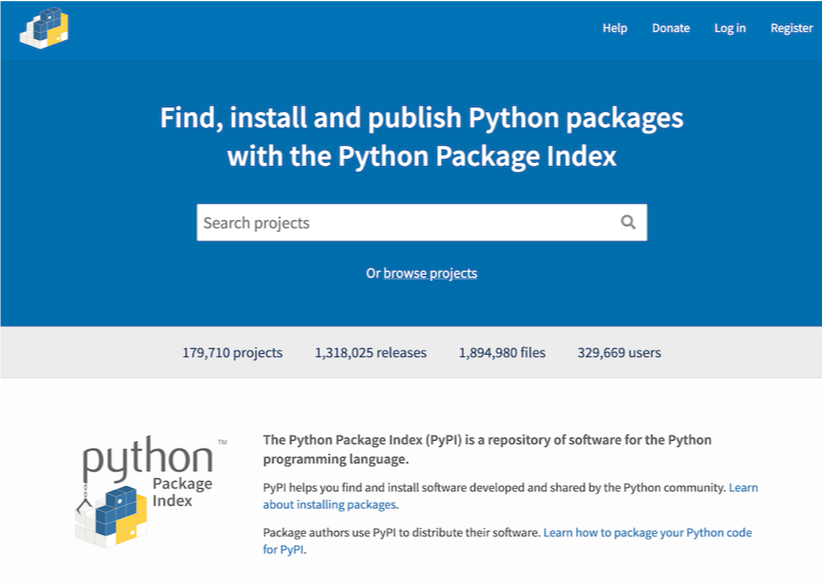 Help Donate Log in Register
Find, install and publish Python packages
with the Python Package Index
Search projects
Or browse projects
179,710 projects 1,318,025 releases 1,894,980 files 329,669 users
python™
Package
Index
The Python Package Index (PyPI) is a repository of software for the Python
programming language.
PyPI helps you find and install software developed and shared by the Python community. Learn
about installing packages.
Package authors use PyPI to distribute their software. Learn how to package your Python code
for PyPI.